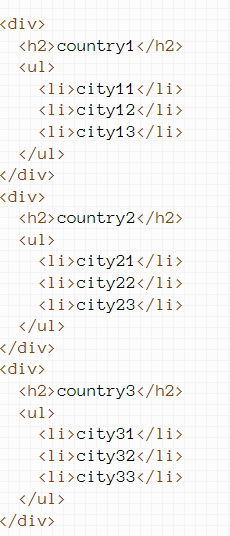 <div>
<h2>country1</h2>
<ul>
<li>city11</li>
<li>city12</li>
<li>city13</li>
</ul>
</div>
<div>
<h2>country2</h2>
<ul>
<li>city21</li>
<li>city22</li>
<li>city23</li>
</ul>
</div>
<div>
<h2>country3</h2>
<ul>
<li>city31</li>
<li>city32</li>
<li>city33</li>
</ul>
</div>